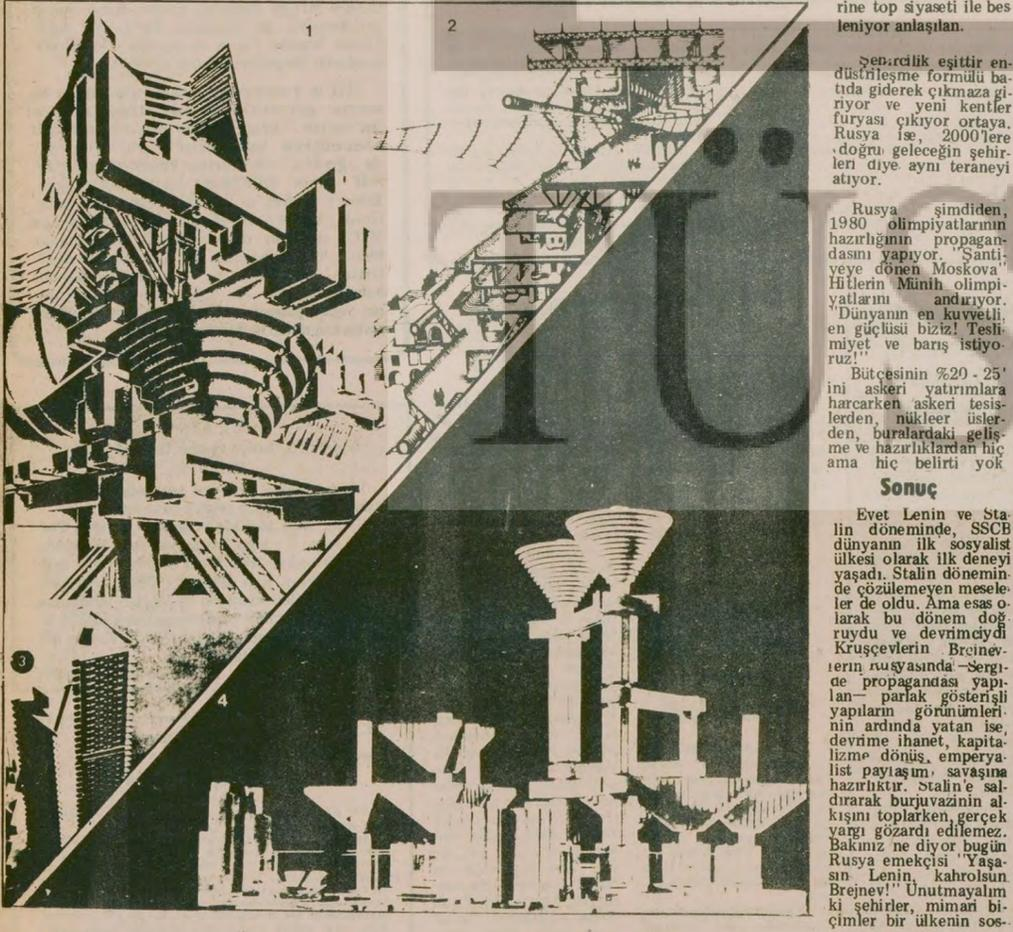 1
2
3
4
rine top siyaseti ile bes
leniyor anlaşılan.
Şehircilik eşittir en-
düstrileşme formülü ba-
tıda giderek çıkmaza gi-
riyor ve yeni kentler
furyası çıkıyor ortaya.
Rusya ise, 2000'lere
doğru geleceğin şehir-
leri diye aynı teraneyi
atıyor.
Rusya şimdiden,
1980 olimpiyatlarının
hazırlığının propagan-
dasını yapıyor. "Şanti-
yeye dönen Moskova"
Hitlerin Münih olimpi-
yatlarını andırıyor.
"Dünyanın en kuvvetli,
en güçlüsü biziz! Tesli-
miyet ve barış istiyo-
ruz!"
Bütçesinin %20 - 25'
ini askeri yatırımlara
harcarken askeri tesis-
lerden, nükleer üsler-
den, buralardaki geliş-
me ve hazırlıklardan hiç
ama hiç belirti yok
Sonuç
Evet Lenin ve Sta-
lin döneminde, SSCB
dünyanın ilk sosyalist
ülkesi olarak ilk deneyi
yaşadı. Stalin dönemin-
de çözülemeyen mesele-
ler de oldu. Ama esas o-
larak bu dönem doğ-
ruydu ve devrimciydi
Kruşçevlerin Brejnev-
lerin Rusyasında —Sergi-
de propagandası yapı-
lan— parlak gösterişli
yapıların görünümleri-
nin ardında yatan ise,
devrime ihanet, kapita-
lizme dönüş, emperya-
list paylaşım savaşına
hazırlıktır. Stalin'e sal-
dırarak burjuvazinin al-
kışını toplarken, gerçek
yargı gözardı edilemez.
Bakınız ne diyor bugün
Rusya emekçisi "Yaşa-
sın Lenin, kahrolsun
Brejnev!" Unutmayalım
ki şehirler, mimari bi-
çimler bir ülkenin sos-
TÜS